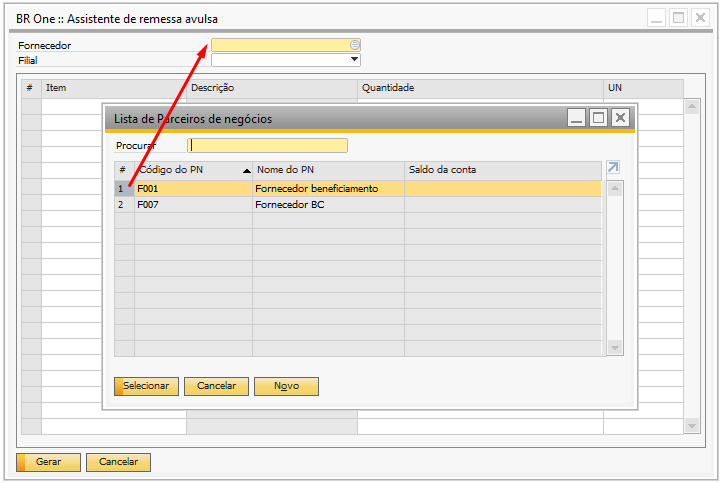 BR One :: Assistente de remessa avulsa
Fornecedor
Filial
# Item Descrição Quantidade UN
Lista de Parceiros de negócios
Procurar
# Código do PN Nome do PN Saldo da conta
1 F001 Fornecedor beneficiamento
2 F007 Fornecedor BC
Selecionar Cancelar Novo
Gerar Cancelar